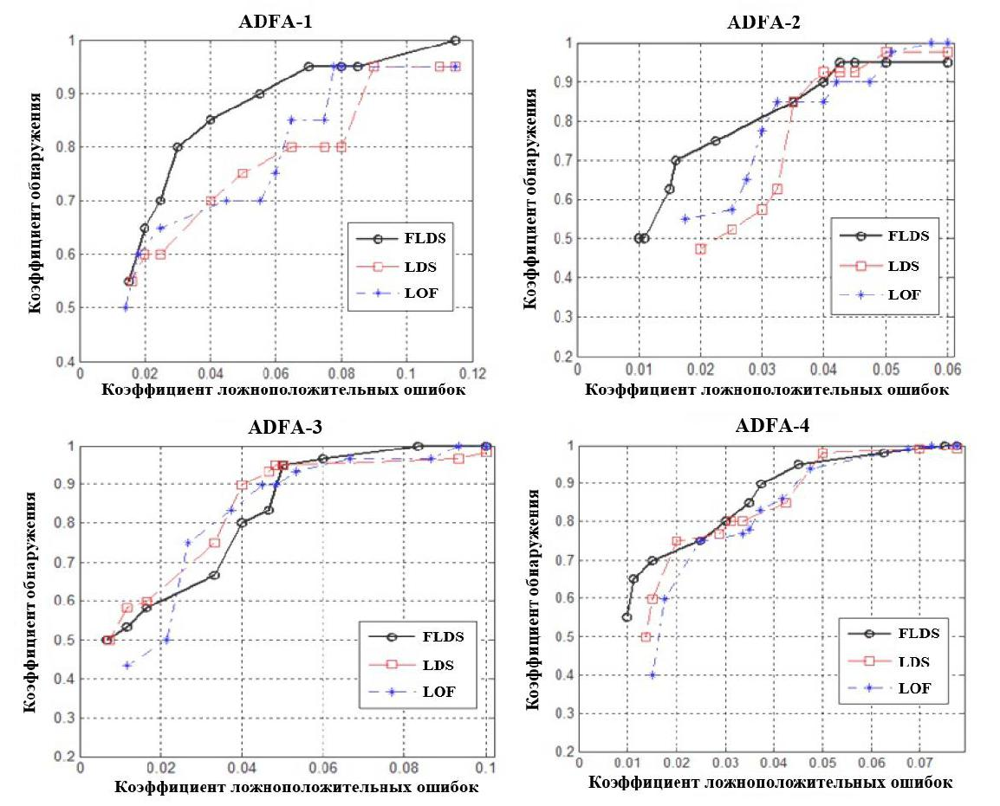 ADFA-1
Коэффициент обнаружения
1
0.9
0.8
0.7
0.6
0.5
0.4
0
0.02
0.04
0.06
0.08
0.1
0.12
Коэффициент ложноположительных ошибок
FLDS
LDS
LOF
ADFA-2
Коэффициент обнаружения
1
0.9
0.8
0.7
0.6
0.5
0.4
0.3
0.2
0
0.01
0.02
0.03
0.04
0.05
0.06
Коэффициент ложноположительных ошибок
FLDS
LDS
LOF
ADFA-3
Коэффициент обнаружения
1
0.9
0.8
0.7
0.6
0.5
0.4
0.3
0.2
0
0.02
0.04
0.06
0.08
0.1
Коэффициент ложноположительных ошибок
FLDS
LDS
LOF
ADFA-4
Коэффициент обнаружения
1
0.9
0.8
0.7
0.6
0.5
0.4
0.3
0.2
0
0.01
0.02
0.03
0.04
0.05
0.06
0.07
Коэффициент ложноположительных ошибок
FLDS
LDS
LOF